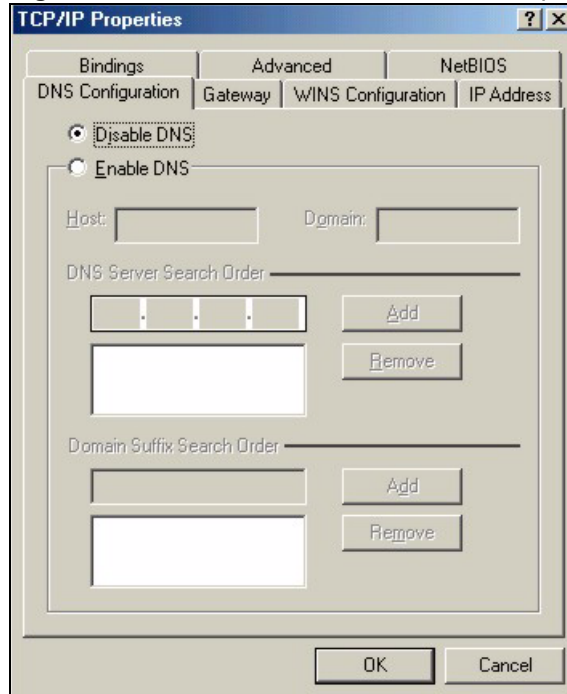 TCP/IP Properties
Bindings Advanced NetBIOS
DNS Configuration Gateway WINS Configuration IP Address
Disable DNS
Enable DNS
Host: Domain:
DNS Server Search Order
Add
Remove
Domain Suffix Search Order
Add
Remove
OK Cancel